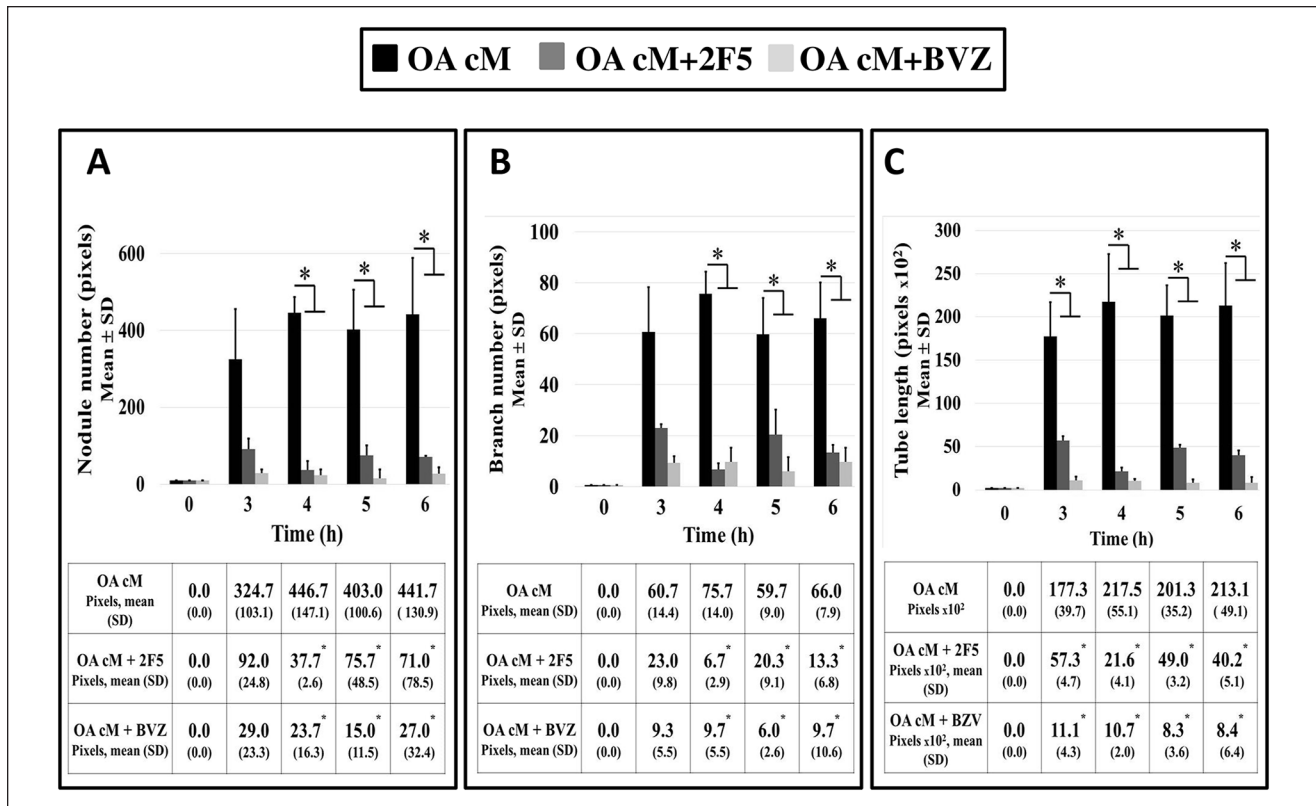 OA cM OA cM+2F5 OA cM+BVZ
A
Nodule number (pixels)
Mean ± SD
600
400
200
0
* * *
0 3 4 5 6
Time (h)
OA cM
Pixels, mean
(SD)
0.0 324.7 446.7 403.0 441.7
(0.0) (103.1) (147.1) (100.6) ( 130.9)
OA cM + 2F5
Pixels, mean (SD)
0.0 92.0 37.7* 75.7* 71.0*
(0.0) (24.8) (2.6) (48.5) (78.5)
OA cM + BVZ
Pixels, mean (SD)
0.0 29.0 23.7* 15.0* 27.0*
(0.0) (23.3) (16.3) (11.5) (32.4)
B
Branch number (pixels)
Mean ± SD
100
80
60
40
20
0
* * *
0 3 4 5 6
Time (h)
OA cM
Pixels, mean (SD)
0.0 60.7 75.7 59.7 66.0
(0.0) (14.4) (14.0) (9.0) (7.9)
OA cM + 2F5
Pixels, mean (SD)
0.0 23.0 6.7* 20.3* 13.3*
(0.0) (9.8) (2.9) (9.1) (6.8)
OA cM + BVZ
Pixels, mean (SD)
0.0 9.3 9.7* 6.0* 9.7*
(0.0) (5.5) (5.5) (2.6) (10.6)
C
Tube length (pixels x10²)
Mean ± SD
300
250
200
150
100
50
0
* * * *
0 3 4 5 6
Time (h)
OA cM
Pixels x10²
0.0 177.3 217.5 201.3 213.1
(0.0) (39.7) (55.1) (35.2) ( 49.1)
OA cM + 2F5
Pixels x10², mean
(SD)
0.0 57.3* 21.6* 49.0* 40.2*
(0.0) (4.7) (4.1) (3.2) (5.1)
OA cM + BZV
Pixels x10², mean
(SD)
0.0 11.1* 10.7* 8.3* 8.4*
(0.0) (4.3) (2.0) (3.6) (6.4)